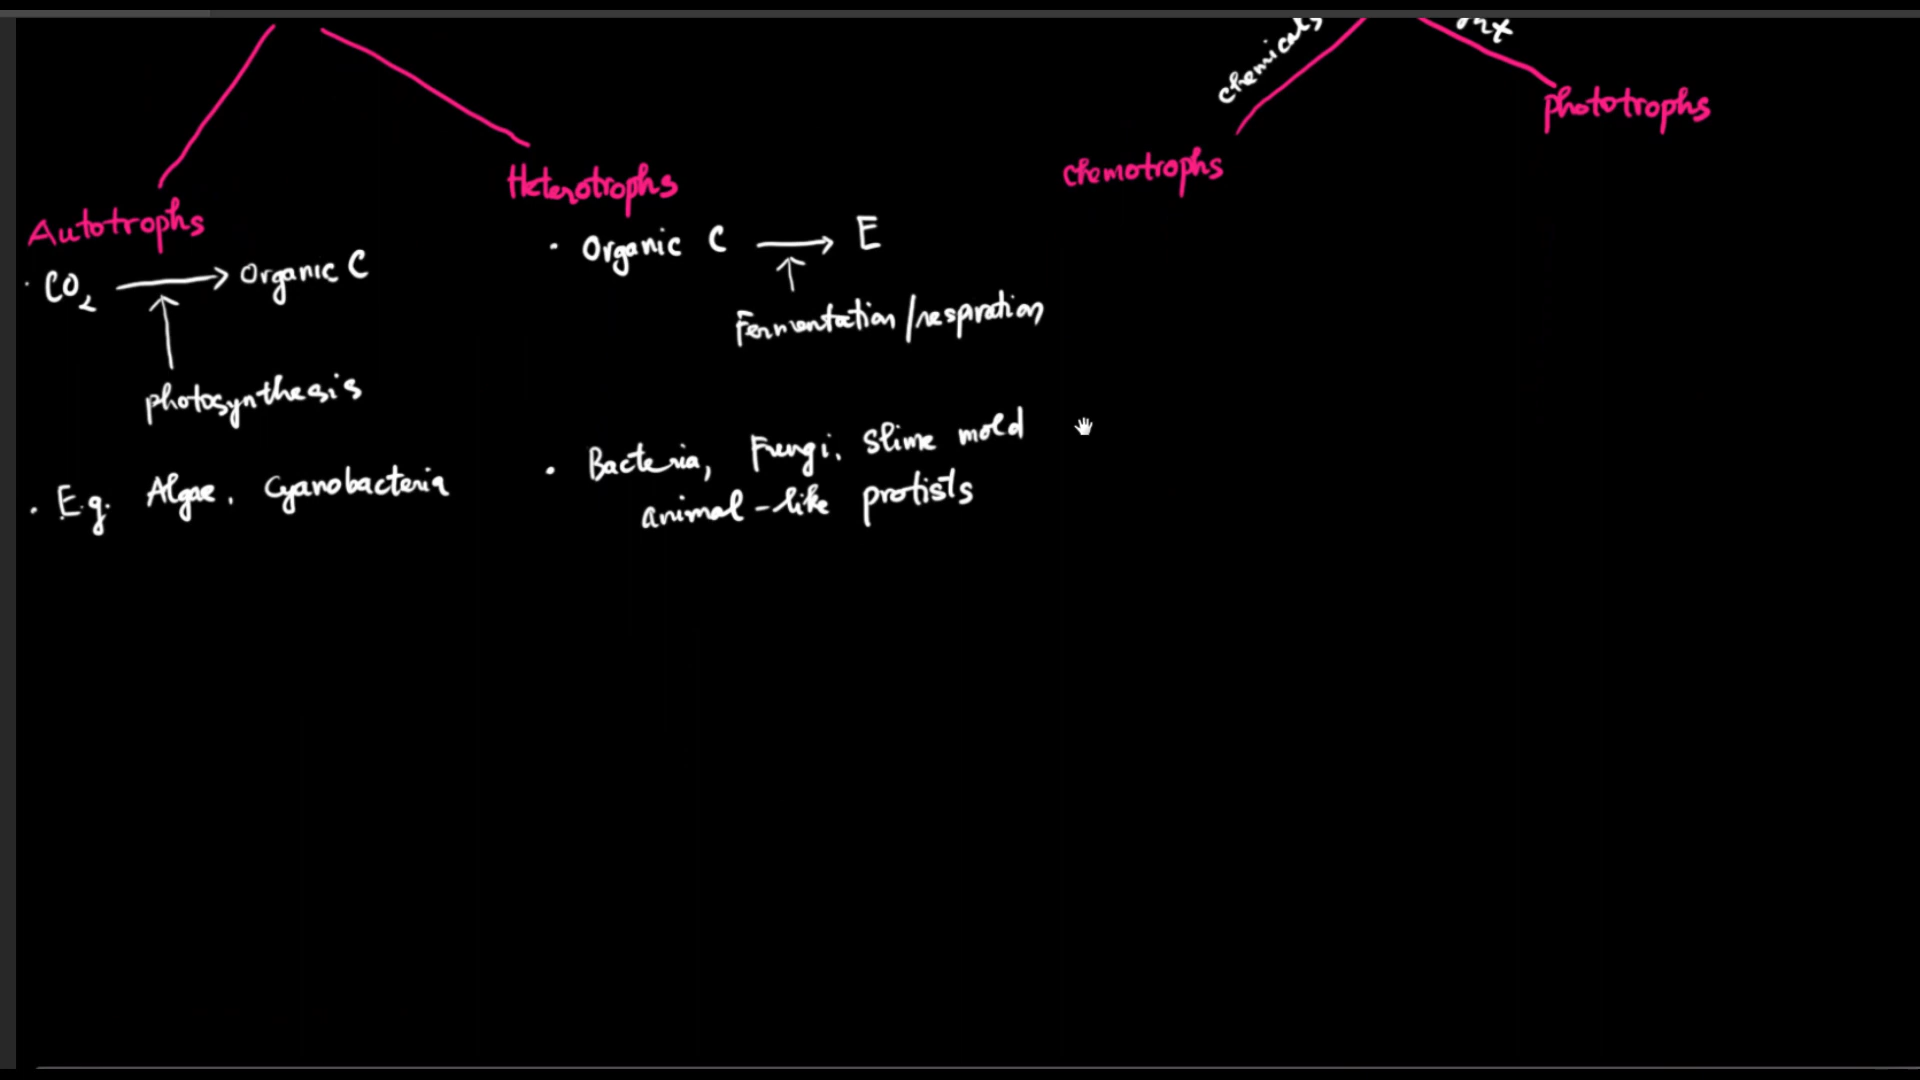 chemicals
phototrophs
chemotrophs
Heterotrophs
Autotrophs
· Organic C → E
· CO₂ → Organic C
Fermentation/respiration
photosynthesis
· Bacteria, Fungi, Slime mold
animal-like protists
· E.g. Algae, Cyanobacteria